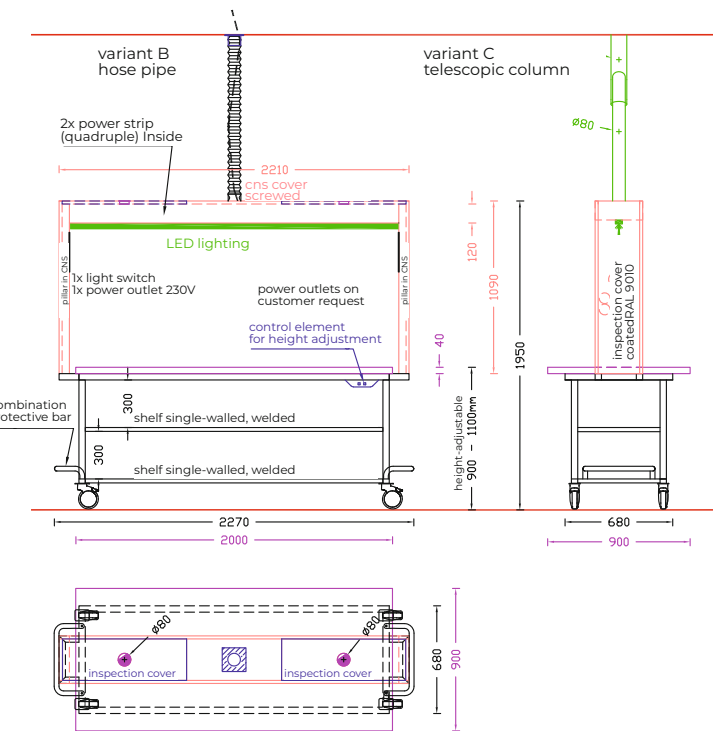 variant B
hose pipe
variant C
telescopic column
2x power strip
(quadruple) Inside
ø80
2210
cns cover
screwed
LED lighting
120
1090
1950
40
pillar in CNS
1x light switch
1x power outlet 230V
power outlets on
customer request
control element
for height adjustment
pillar in CNS
inspection cover
coatedRAL 9010
ombination
otective bar
300
shelf single-walled, welded
300
shelf single-walled, welded
height-adjustable
900 - 1100mm
2270
2000
680
900
ø80
ø80
inspection cover
inspection cover
680
900